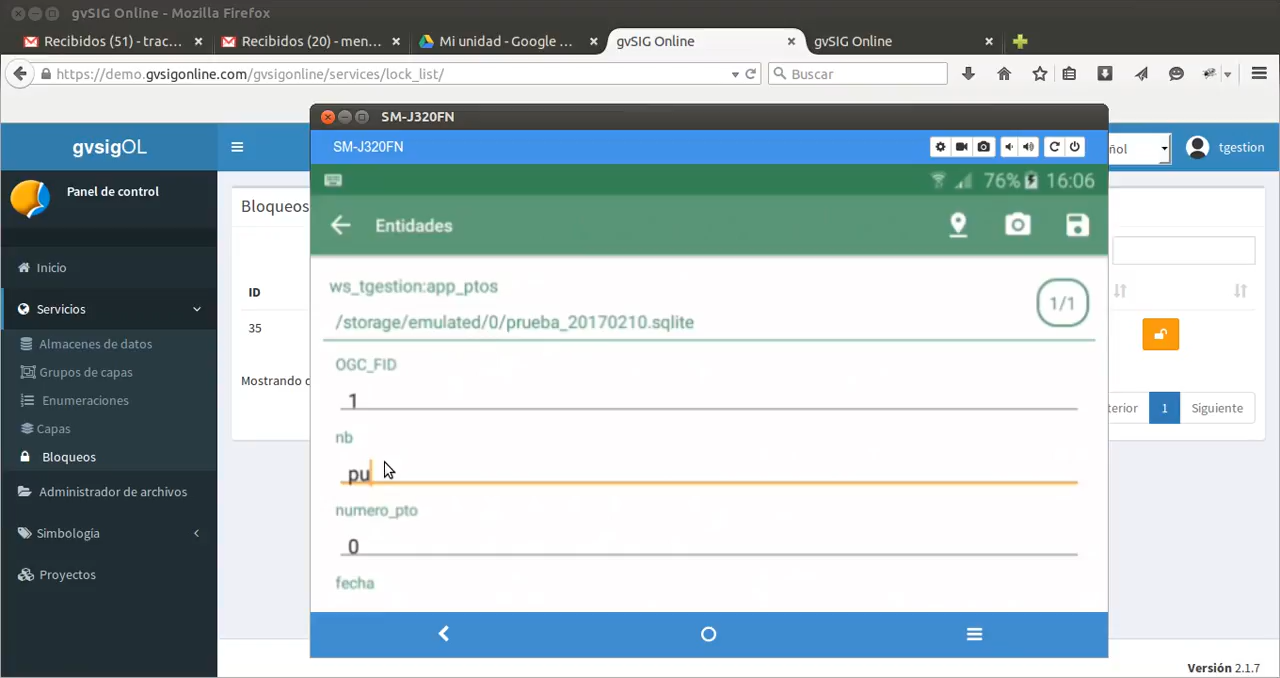 gvSIG Online - Mozilla Firefox
Recibidos (51) - trac...
Recibidos (20) - men...
Mi unidad - Google ...
gvSIG Online
gvSIG Online
https://demo.gvsigonline.com/gvsigonline/services/lock_list/
Buscar
gvsigOL
ñol
tgestion
Panel de control
Inicio
Servicios
Almacenes de datos
Grupos de capas
Enumeraciones
Capas
Bloqueos
Administrador de archivos
Simbología
Proyectos
Bloqueos
ID
35
Mostrando
SM-J320FN
SM-J320FN
76% 16:06
Entidades
ws_tgestion:app_ptos
/storage/emulated/0/prueba_20170210.sqlite
1/1
OGC_FID
1
nb
pu
numero_pto
0
fecha
terior 1 Siguiente
Versión 2.1.7